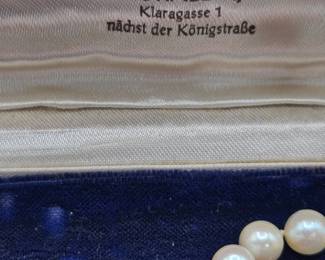 Klaragasse 1
nächst der Königstraße